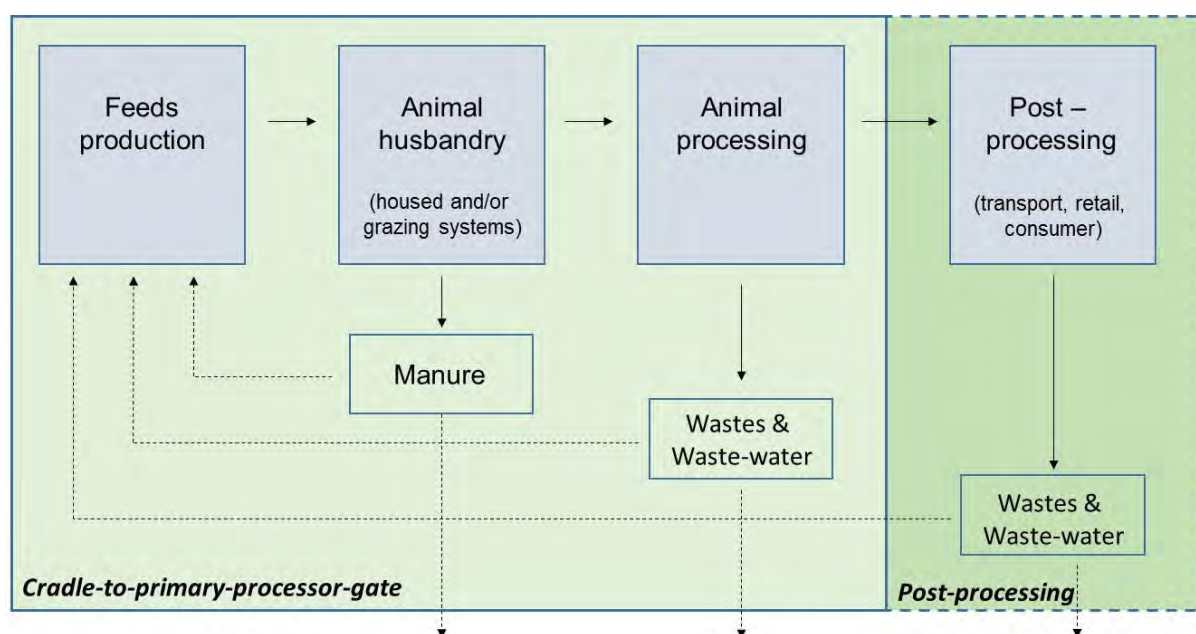 Feeds
production
Animal
husbandry
(housed and/or
grazing systems)
Animal
processing
Post –
processing
(transport, retail,
consumer)
Manure
Wastes &
Waste-water
Wastes &
Waste-water
Cradle-to-primary-processor-gate
Post-processing